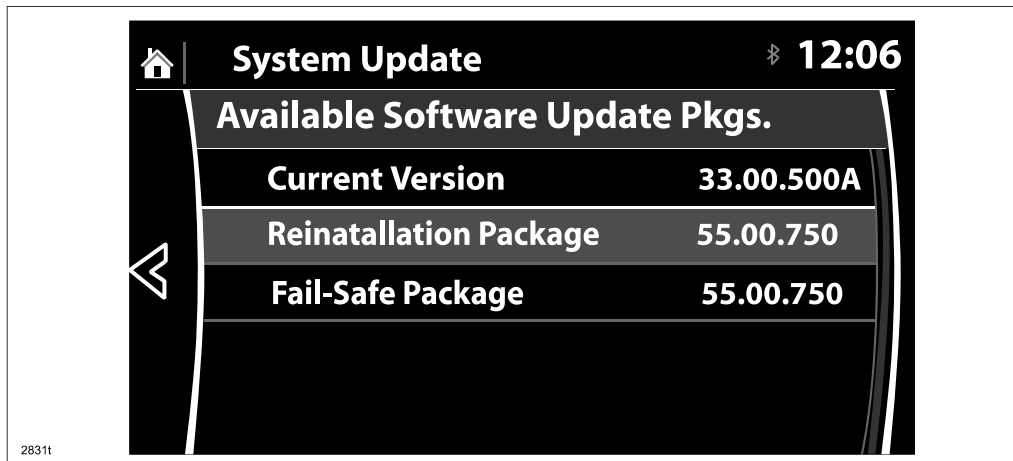 System Update 12:06
Available Software Update Pkgs.
Current Version 33.00.500A
Reinatallation Package 55.00.750
Fail-Safe Package 55.00.750
2831t